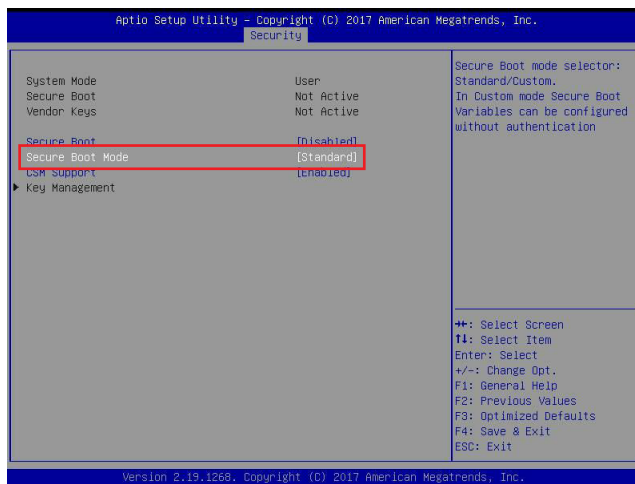 Aptio Setup Utility – Copyright (C) 2017 American Megatrends, Inc.
Security
System Mode User
Secure Boot Not Active
Vendor Keys Not Active
Secure Boot [Disabled]
Secure Boot Mode [Standard]
CSM Support [Enabled]
Key Management
Secure Boot mode selector:
Standard/Custom.
In Custom mode Secure Boot
Variables can be configured
without authentication
→←: Select Screen
↑↓: Select Item
Enter: Select
+/-: Change Opt.
F1: General Help
F2: Previous Values
F3: Optimized Defaults
F4: Save & Exit
ESC: Exit
Version 2.19.1268. Copyright (C) 2017 American Megatrends, Inc.